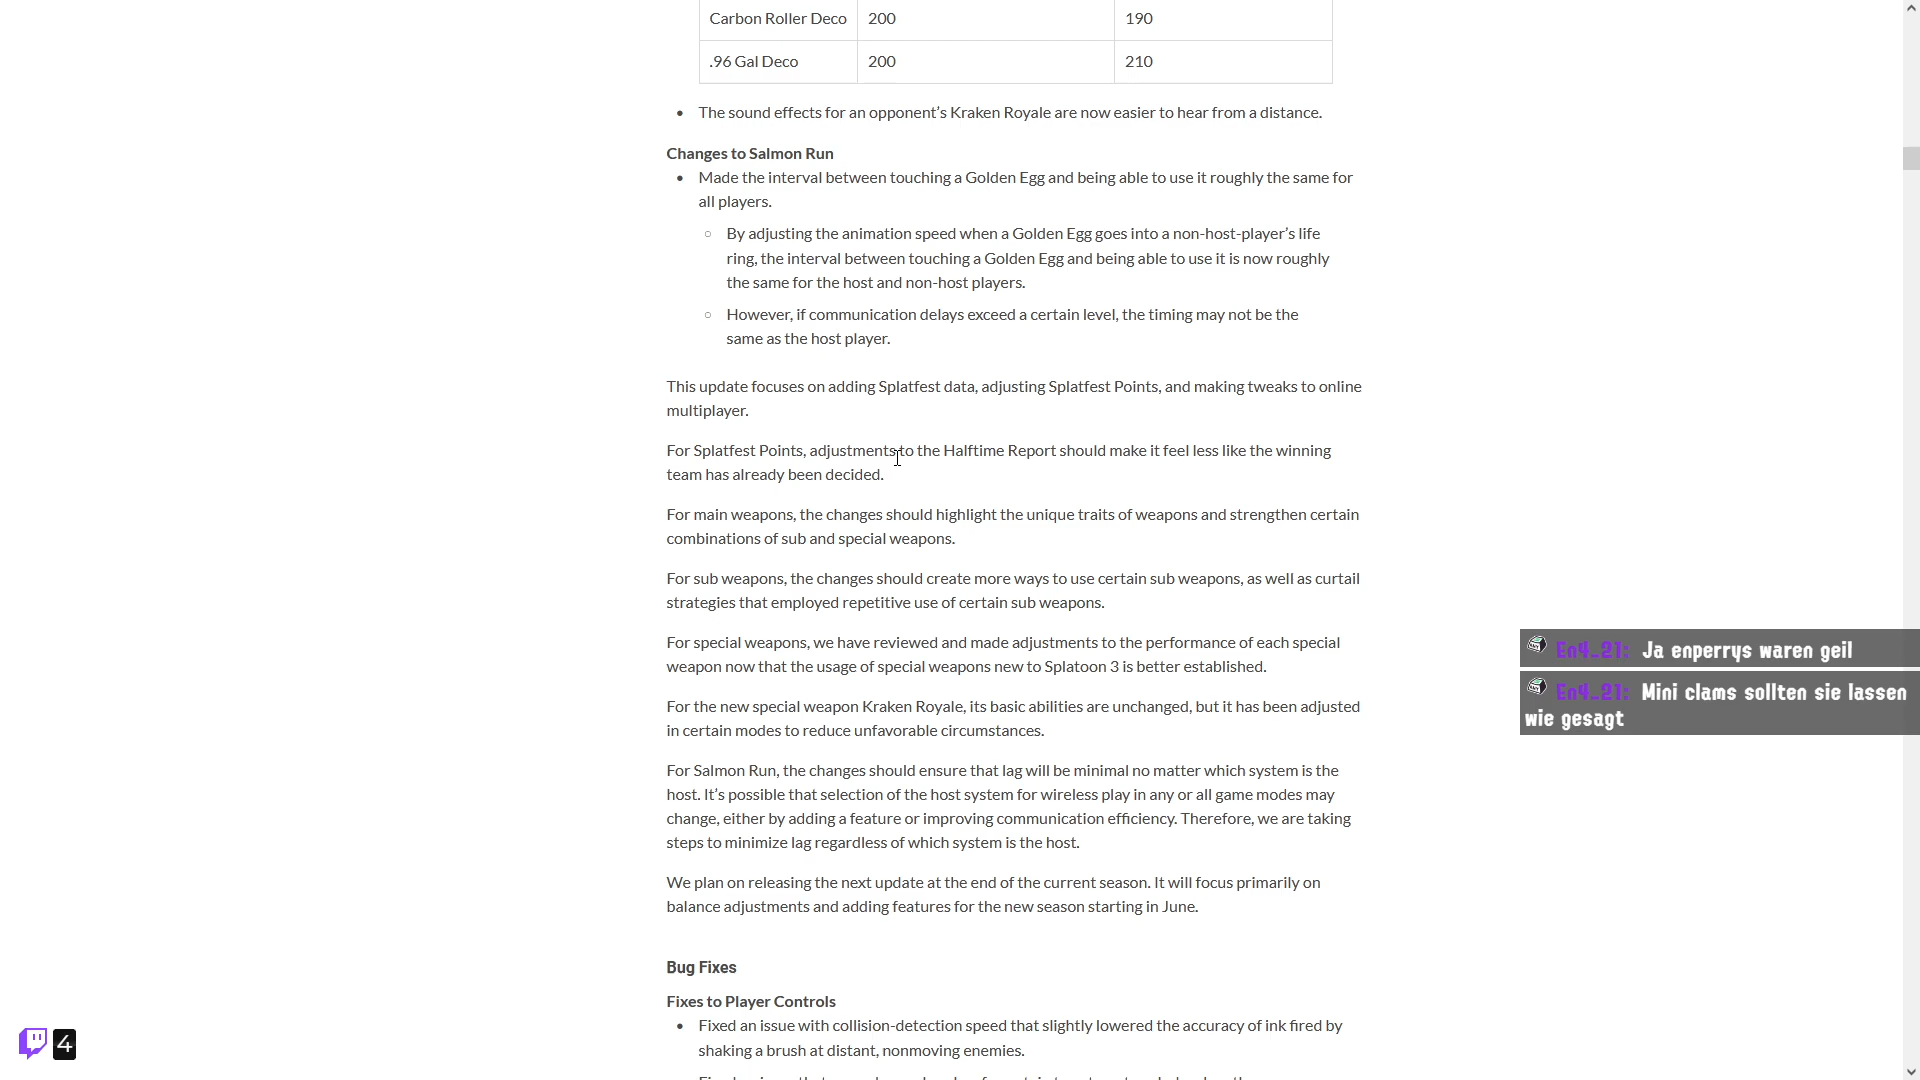 Carbon Roller Deco 200 190
.96 Gal Deco 200 210
• The sound effects for an opponent’s Kraken Royale are now easier to hear from a distance.
Changes to Salmon Run
• Made the interval between touching a Golden Egg and being able to use it roughly the same for
all players.
○ By adjusting the animation speed when a Golden Egg goes into a non-host-player’s life
ring, the interval between touching a Golden Egg and being able to use it is now roughly
the same for the host and non-host players.
○ However, if communication delays exceed a certain level, the timing may not be the
same as the host player.
This update focuses on adding Splatfest data, adjusting Splatfest Points, and making tweaks to online
multiplayer.
For Splatfest Points, adjustments to the Halftime Report should make it feel less like the winning
team has already been decided.
For main weapons, the changes should highlight the unique traits of weapons and strengthen certain
combinations of sub and special weapons.
For sub weapons, the changes should create more ways to use certain sub weapons, as well as curtail
strategies that employed repetitive use of certain sub weapons.
For special weapons, we have reviewed and made adjustments to the performance of each special
weapon now that the usage of special weapons new to Splatoon 3 is better established.
For the new special weapon Kraken Royale, its basic abilities are unchanged, but it has been adjusted
in certain modes to reduce unfavorable circumstances.
For Salmon Run, the changes should ensure that lag will be minimal no matter which system is the
host. It’s possible that selection of the host system for wireless play in any or all game modes may
change, either by adding a feature or improving communication efficiency. Therefore, we are taking
steps to minimize lag regardless of which system is the host.
We plan on releasing the next update at the end of the current season. It will focus primarily on
balance adjustments and adding features for the new season starting in June.
Bug Fixes
Fixes to Player Controls
• Fixed an issue with collision-detection speed that slightly lowered the accuracy of ink fired by
shaking a brush at distant, nonmoving enemies.
En4_21: Ja enperrys waren geil
En4_21: Mini clams sollten sie lassen
wie gesagt
4